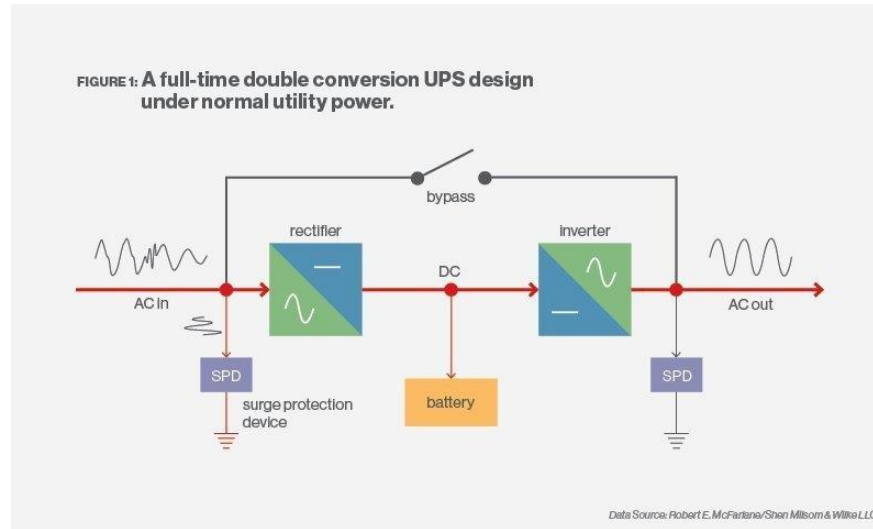 FIGURE 1: A full-time double conversion UPS design
under normal utility power.
bypass
rectifier
inverter
DC
AC in
AC out
SPD
surge protection
device
battery
SPD
Data Source: Robert E. McFarlane/Shen Milsom & Wilke LLC